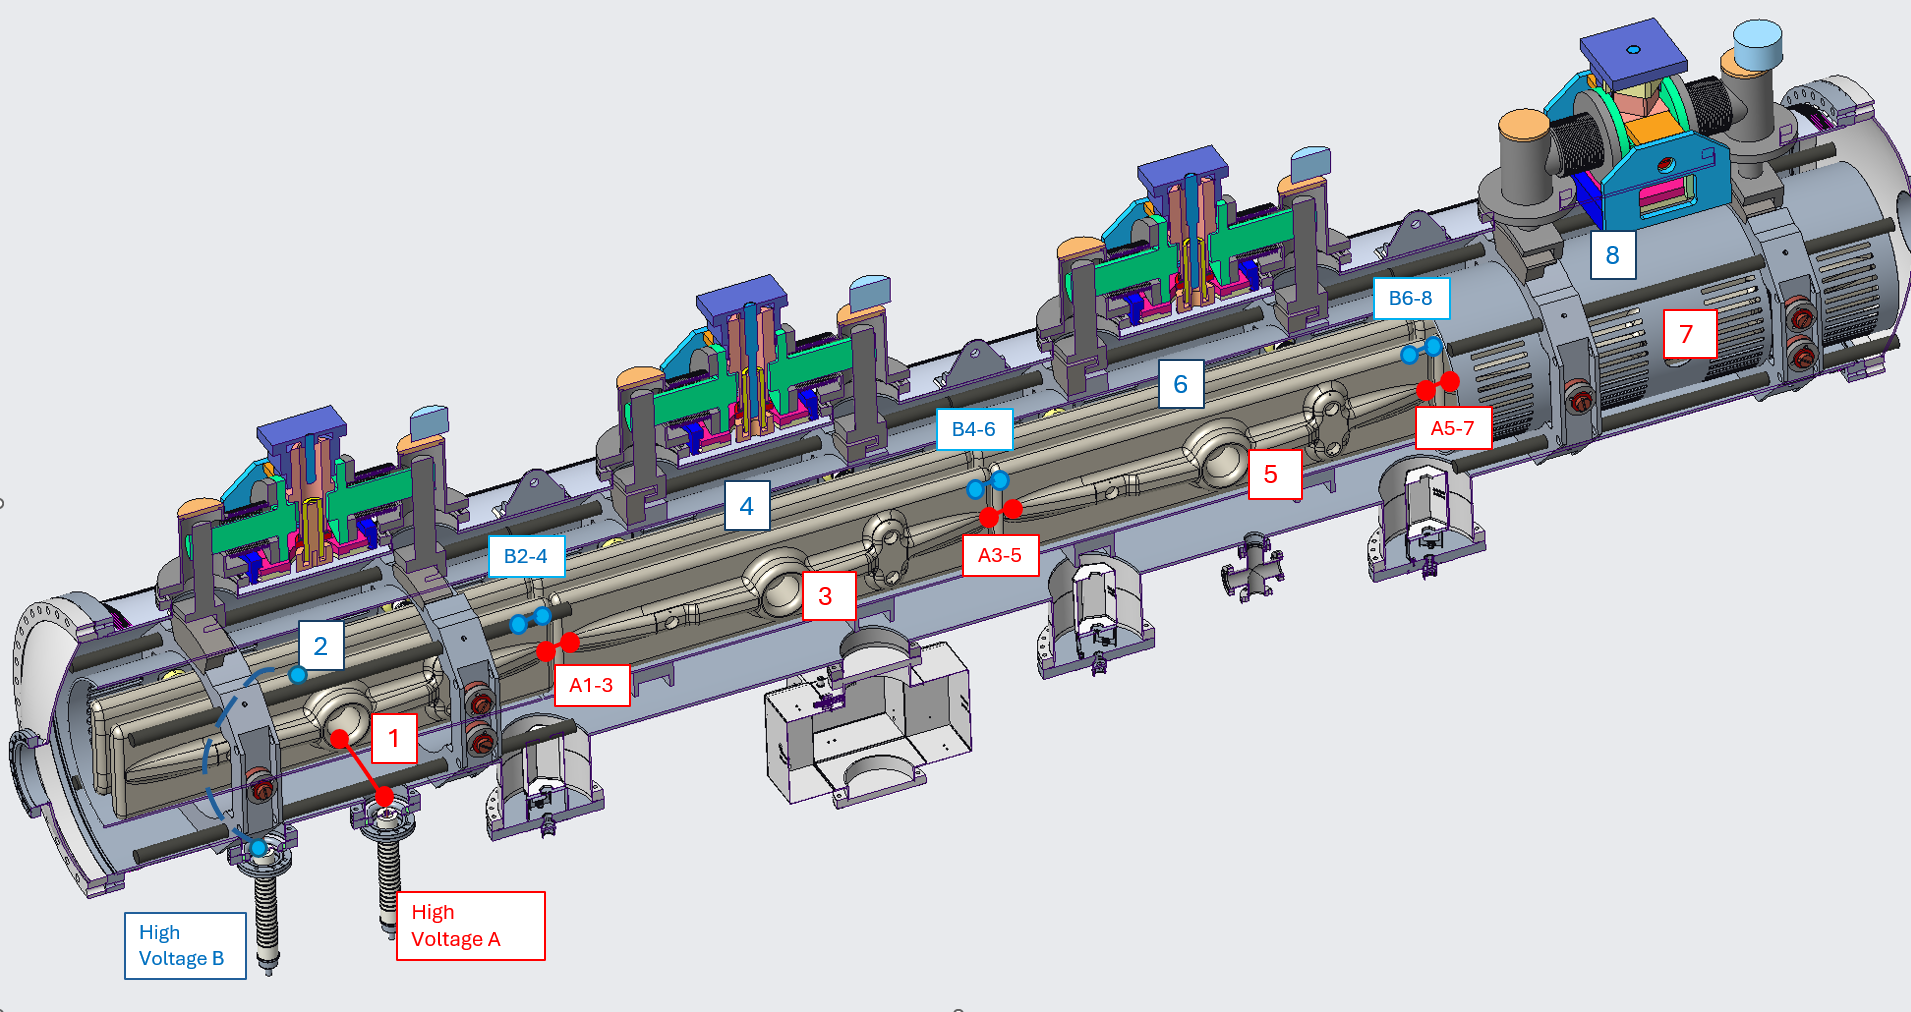 8
B6-8
7
6
A5-7
B4-6
5
4
B2-4
A3-5
3
2
A1-3
1
High
Voltage A
High
Voltage B